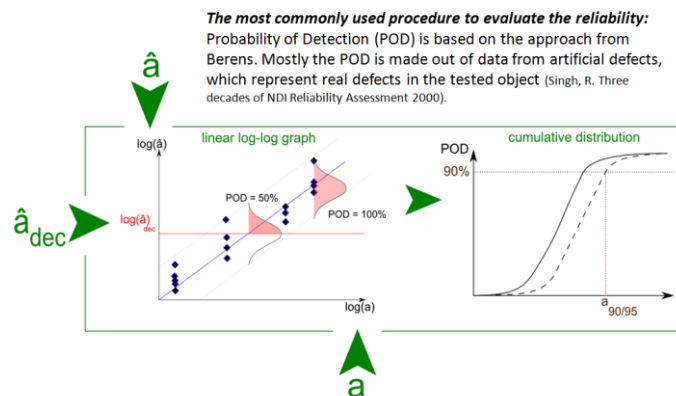 The most commonly used procedure to evaluate the reliability:
Probability of Detection (POD) is based on the approach from
Berens. Mostly the POD is made out of data from artificial defects,
which represent real defects in the tested object (Singh, R. Three
decades of NDI Reliability Assessment 2000).
â
log(â)
linear log-log graph
cumulative distribution
POD
90%
POD = 50%
POD = 100%
â dec
log(â) dec
log(a)
a 90/95
a